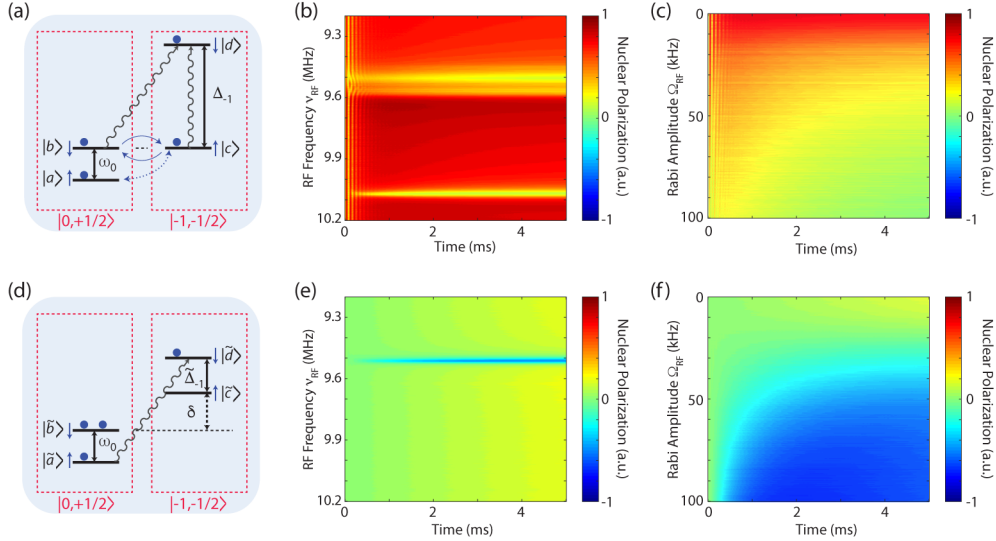 (a)
|d⟩
Δ₋₁
|b⟩
|c⟩
ω₀
|a⟩
|0,+1/2⟩
|-1,-1/2⟩
(b)
RF Frequency ν_RF (MHz)
9.3
9.6
9.9
10.2
0
2
4
Time (ms)
1
0
-1
Nuclear Polarization (a.u.)
(c)
Rabi Amplitude Ω_RF (kHz)
0
50
100
0
2
4
Time (ms)
1
0
-1
Nuclear Polarization (a.u.)
(d)
|d̃⟩
Δ̃₋₁
|c̃⟩
δ
|b̃⟩
ω₀
|ã⟩
|0,+1/2⟩
|-1,-1/2⟩
(e)
RF Frequency ν_RF (MHz)
9.3
9.6
9.9
10.2
0
2
4
Time (ms)
1
0
-1
Nuclear Polarization (a.u.)
(f)
Rabi Amplitude Ω_RF (kHz)
0
50
100
0
2
4
Time (ms)
1
0
-1
Nuclear Polarization (a.u.)